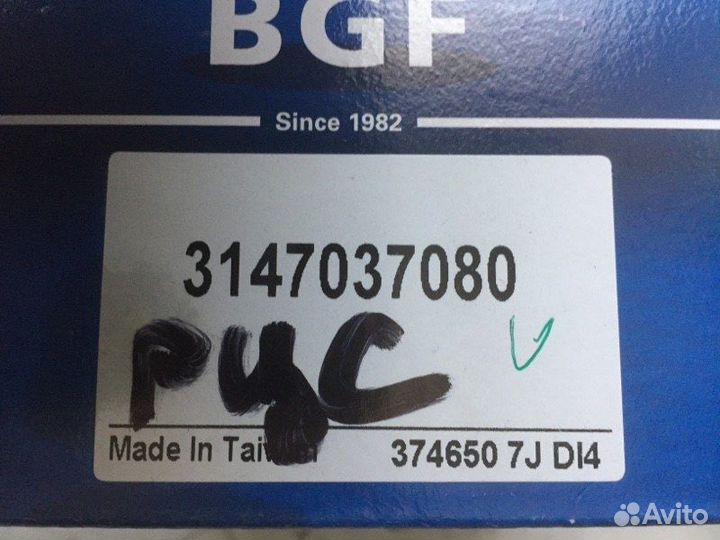 BGF
Since 1982
3147037080
РУС
Made In Taiwan
374650 7J DI4
Avito